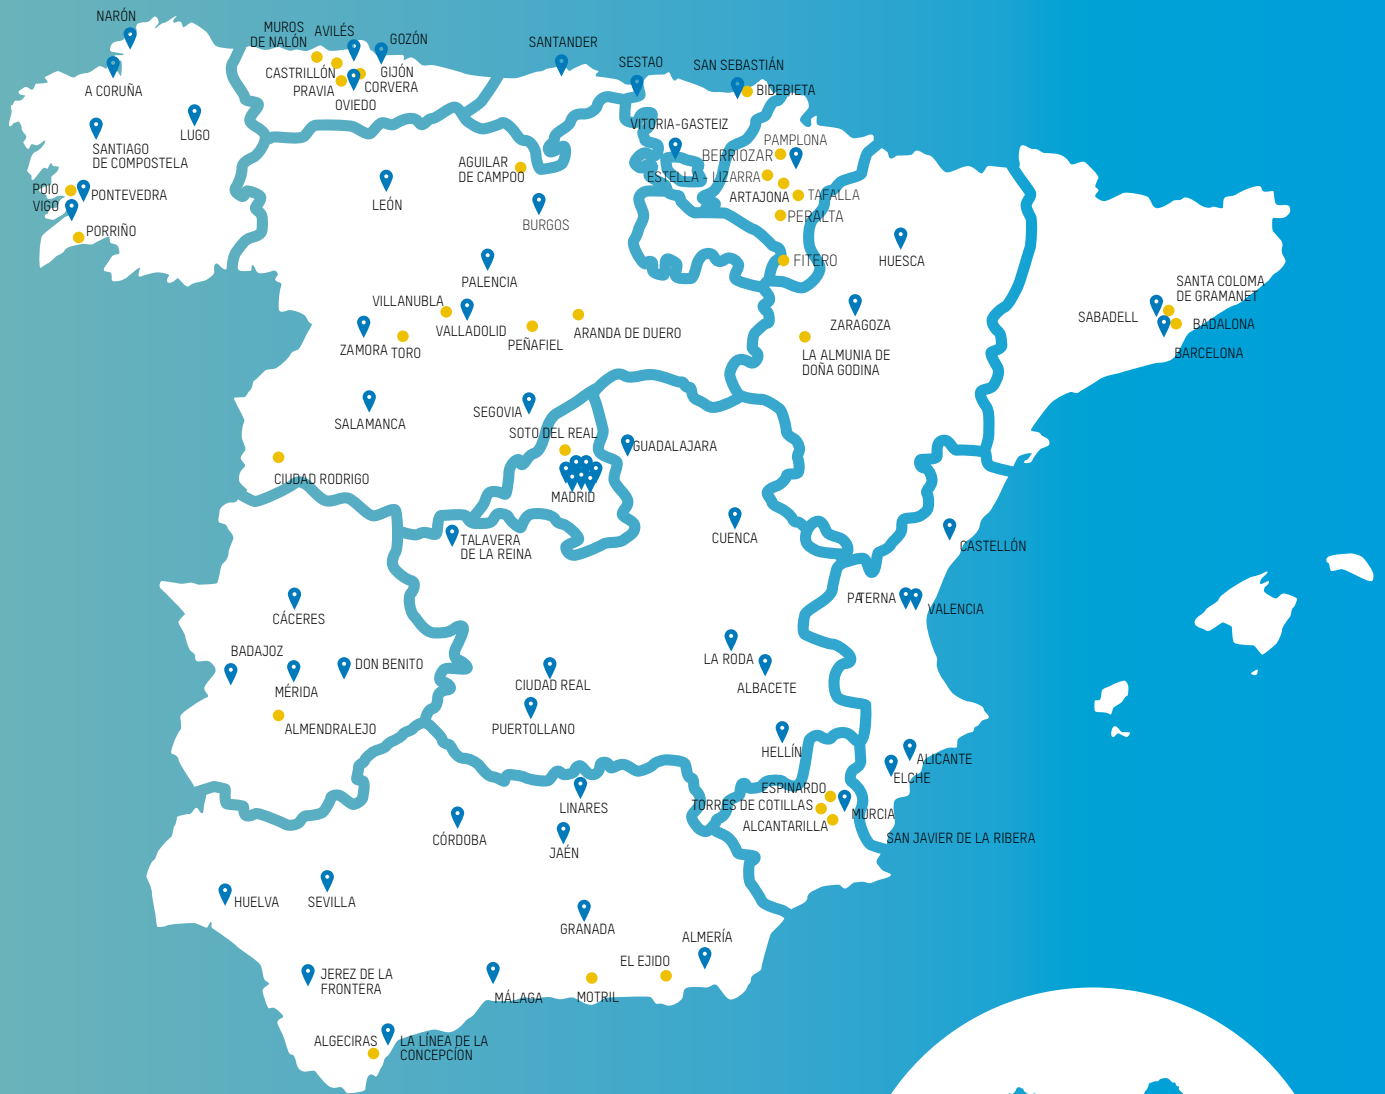 NARÓN
A CORUÑA
LUGO
SANTIAGO
DE COMPOSTELA
POIO
PONTEVEDRA
VIGO
PORRIÑO
MUROS
DE NALÓN
AVILÉS
GOZÓN
CASTRILLÓN
GIJÓN
PRAVIA
CORVERA
OVIEDO
SANTANDER
SESTAO
SAN SEBASTIÁN
BIDEBIETA
VITORIA-GASTEIZ
PAMPLONA
BERRIOZAR
ESTELLA - LIZARRA
ARTAJONA
TAFALLA
PERALTA
FITERO
AGUILAR
DE CAMPOO
LEÓN
BURGOS
PALENCIA
VILLANUBLA
VALLADOLID
ZAMORA
TORO
PEÑAFIEL
ARANDA DE DUERO
SALAMANCA
SEGOVIA
CIUDAD RODRIGO
HUESCA
ZARAGOZA
LA ALMUNIA DE
DOÑA GODINA
SANTA COLOMA
DE GRAMANET
SABADELL
BADALONA
BARCELONA
SOTO DEL REAL
MADRID
GUADALAJARA
CUENCA
TALAVERA
DE LA REINA
CASTELLÓN
PATERNA
VALENCIA
CÁCERES
BADAJOZ
MÉRIDA
DON BENITO
ALMENDRALEJO
CIUDAD REAL
PUERTOLLANO
LA RODA
ALBACETE
HELLÍN
ALICANTE
ELCHE
ESPINARDO
TORRES DE COTILLAS
MURCIA
ALCANTARILLA
SAN JAVIER DE LA RIBERA
LINARES
CÓRDOBA
JAÉN
HUELVA
SEVILLA
GRANADA
ALMERÍA
EL EJIDO
MOTRIL
MÁLAGA
JEREZ DE LA
FRONTERA
ALGECIRAS
LA LÍNEA DE LA
CONCEPCÍON